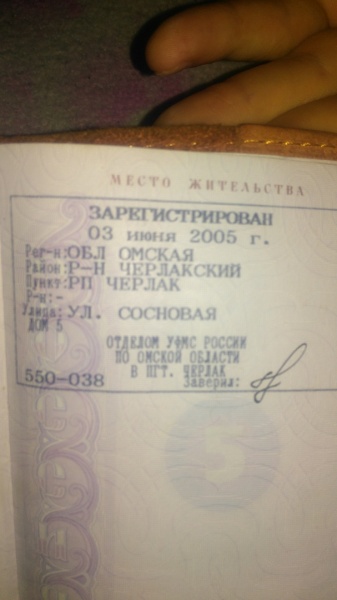 МЕСТО ЖИТЕЛЬСТВА
ЗАРЕГИСТРИРОВАН
03 июня 2005 г.
Рег-н: ОБЛ ОМСКАЯ
Район: Р-Н ЧЕРЛАКСКИЙ
Пункт: РП ЧЕРЛАК
Р-н:-
Улица: УЛ. СОСНОВАЯ
ДОМ 5
ОТДЕЛОМ УФМС РОССИИ
ПО ОМСКОЙ ОБЛАСТИ
В ПГТ. ЧЕРЛАК
550-038 Заверил: